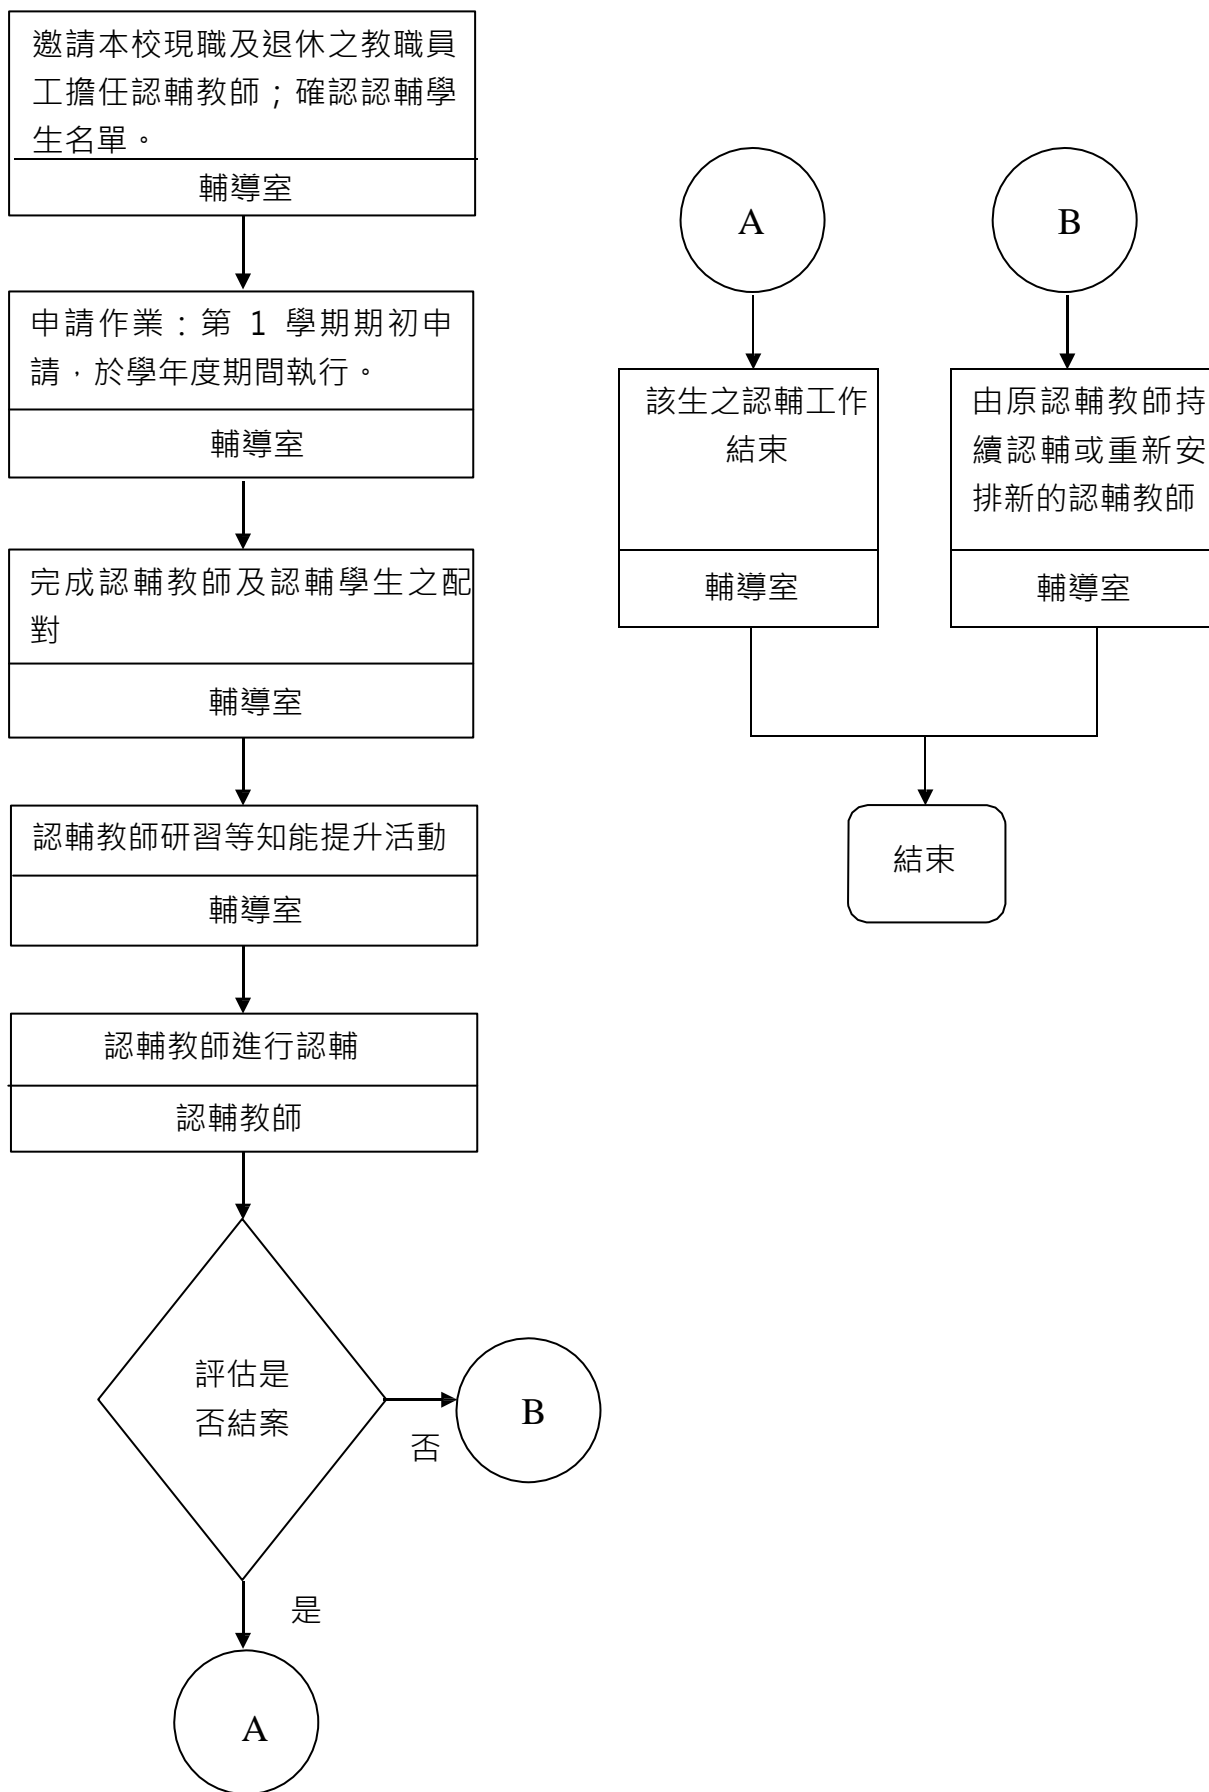 邀請本校現職及退休之教職員
工擔任認輔教師；確認認輔學
生名單。
輔導室
申請作業：第 1 學期期初申
請，於學年度期間執行。
輔導室
完成認輔教師及認輔學生之配
對
輔導室
認輔教師研習等知能提升活動
輔導室
認輔教師進行認輔
認輔教師
評估是
否結案
否
B
是
A
A
該生之認輔工作
結束
輔導室
B
由原認輔教師持
續認輔或重新安
排新的認輔教師
輔導室
結束